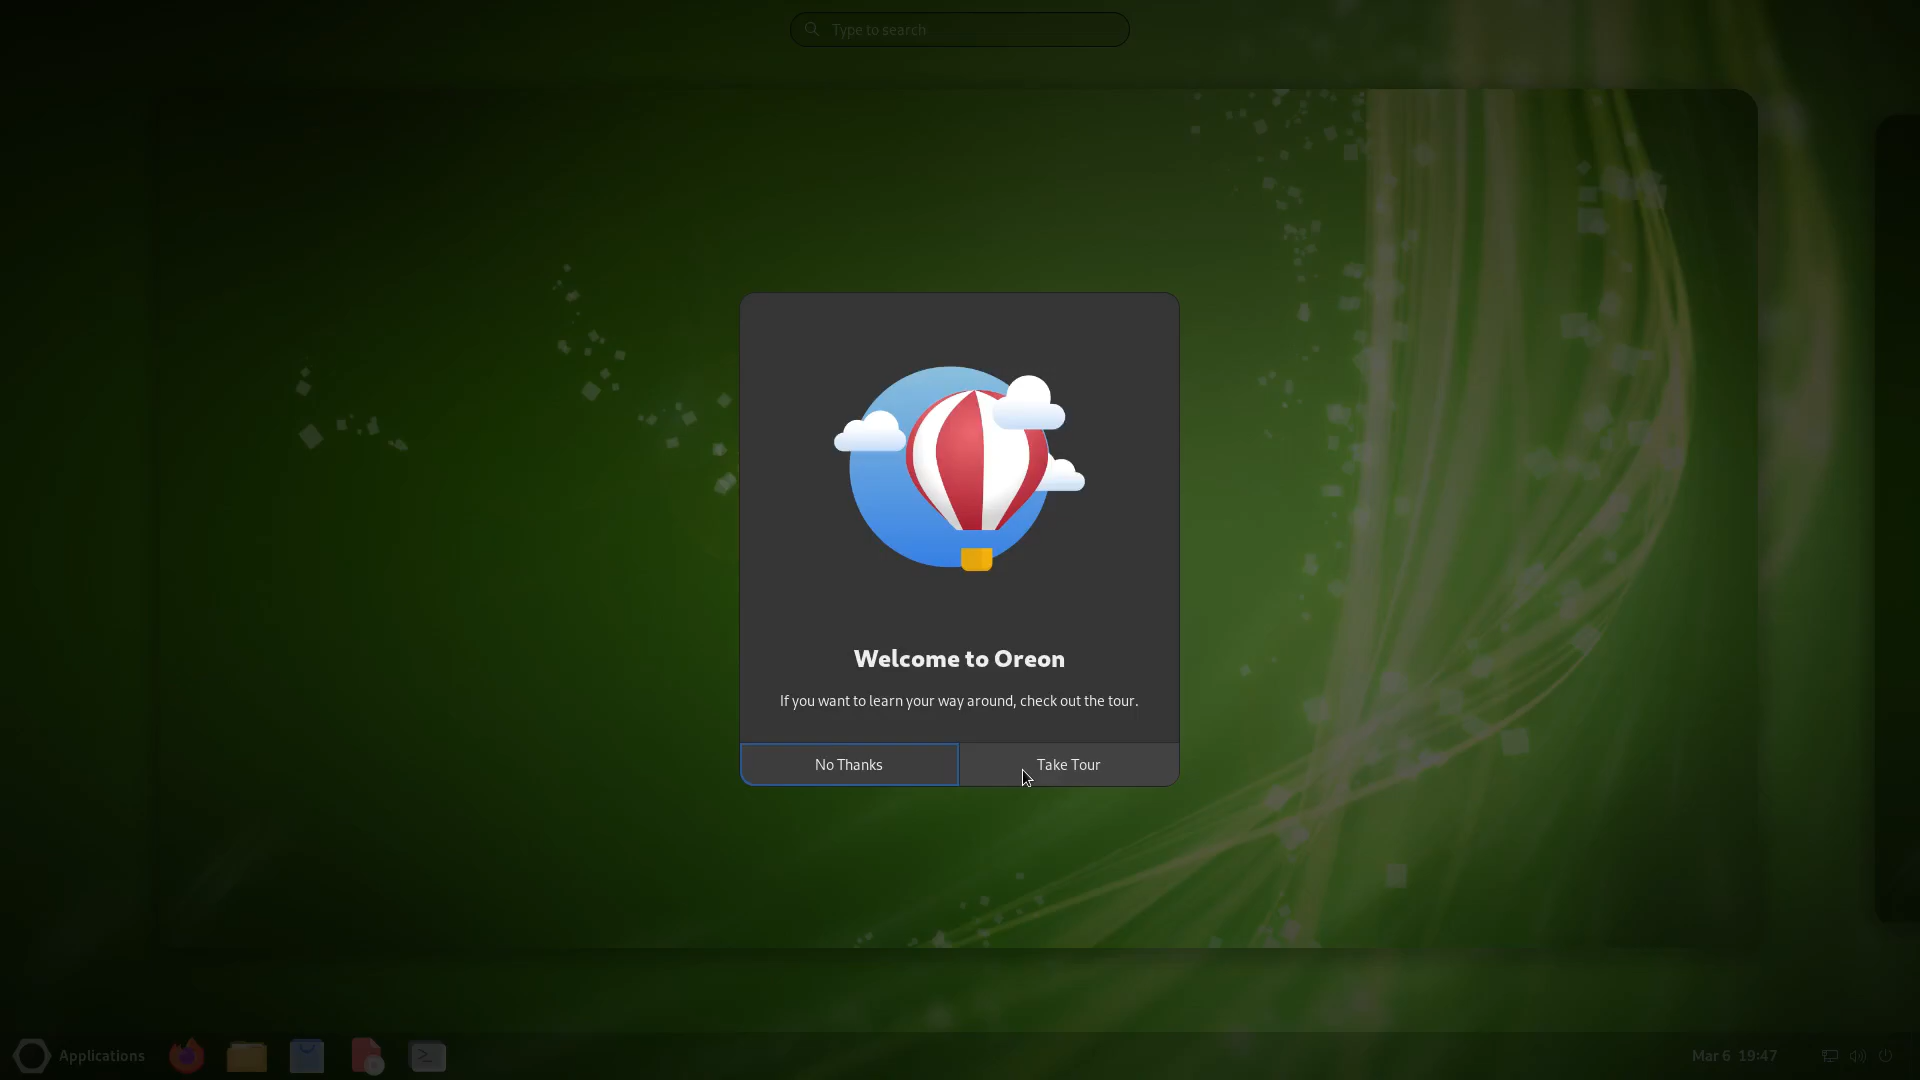 Type to search
Welcome to Oreon
If you want to learn your way around, check out the tour.
No Thanks
Take Tour
Applications
Mar 6 19:47